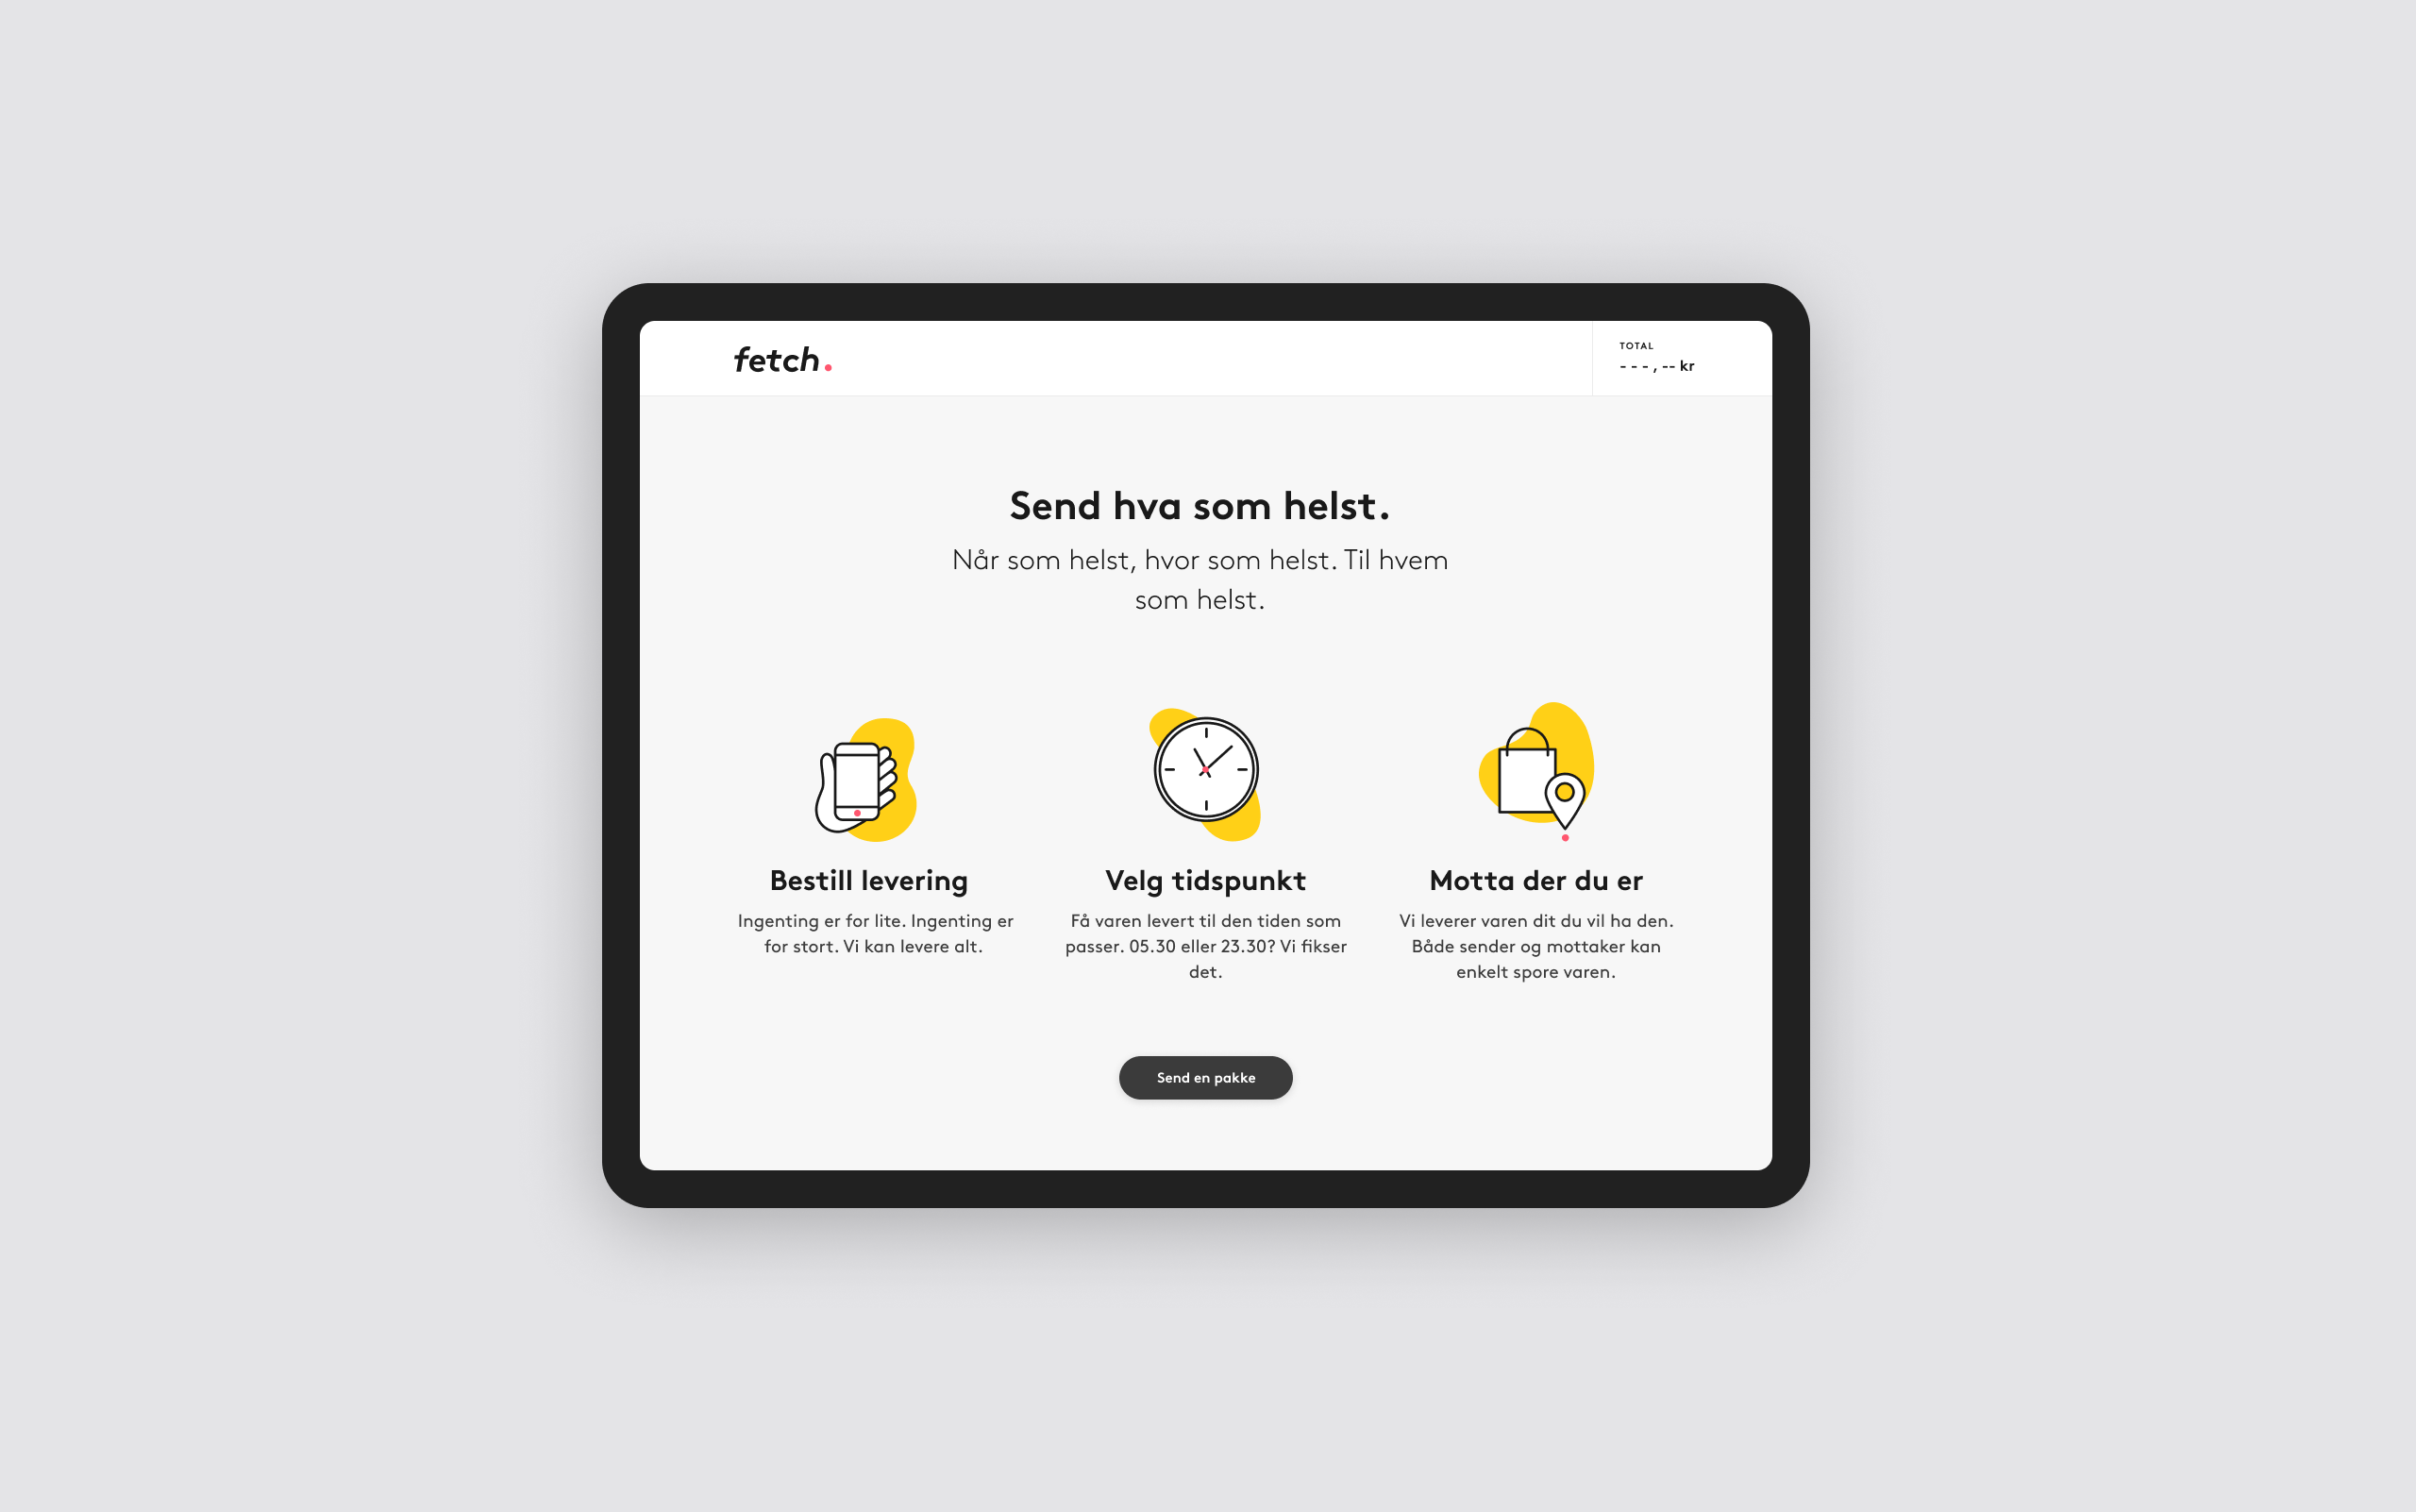 fetch.
TOTAL
- - - , -- kr
Send hva som helst.
Når som helst, hvor som helst. Til hvem
som helst.
Bestill levering
Ingenting er for lite. Ingenting er
for stort. Vi kan levere alt.
Velg tidspunkt
Få varen levert til den tiden som
passer. 05.30 eller 23.30? Vi fikser
det.
Motta der du er
Vi leverer varen dit du vil ha den.
Både sender og mottaker kan
enkelt spore varen.
Send en pakke